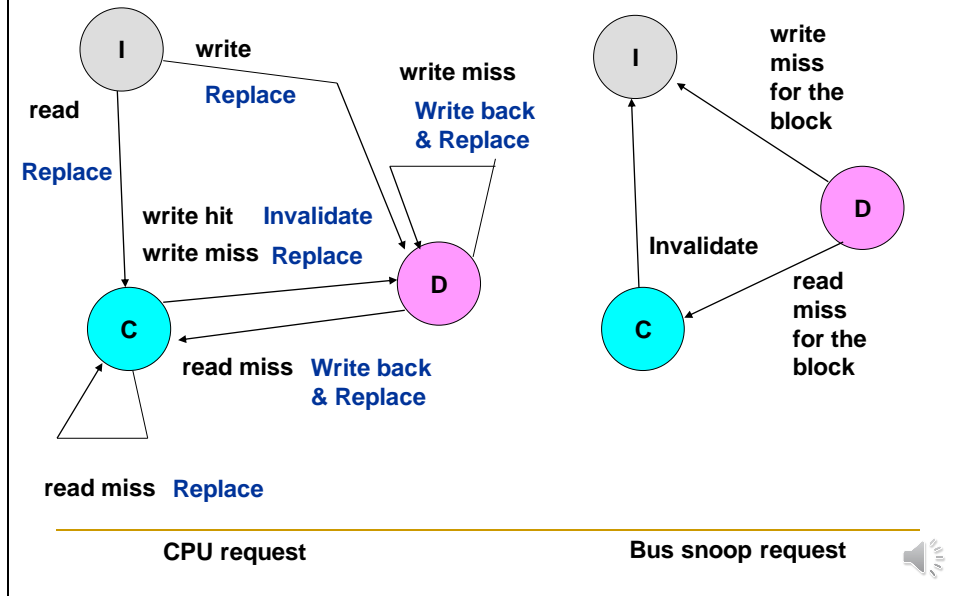 I
write
Replace
read
Replace
write miss
Write back
& Replace
write hit Invalidate
write miss Replace
D
C
read miss Write back
& Replace
read miss Replace
CPU request
I
write
miss
for the
block
D
Invalidate
C
read
miss
for the
block
Bus snoop request